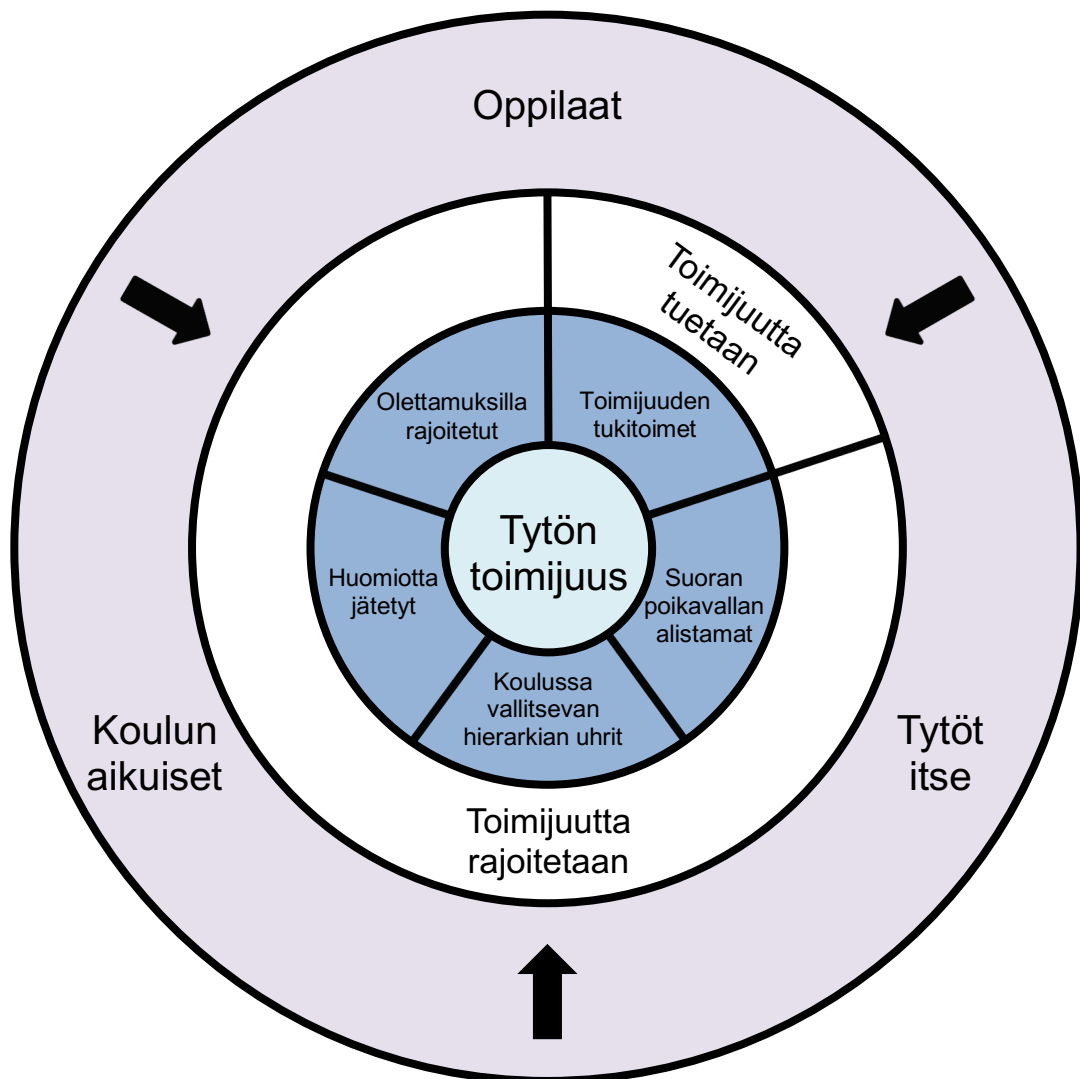 Oppilaat
Toimijuutta
tuetaan
Olettamuksilla
rajoitetut
Toimijuuden
tukitoimet
Tytön
toimijuus
Huomiotta
jätetyt
Suoran
poikavallan
alistamat
Koulussa
vallitsevan
hierarkian uhrit
Koulun
aikuiset
Tytöt
itse
Toimijuutta
rajoitetaan